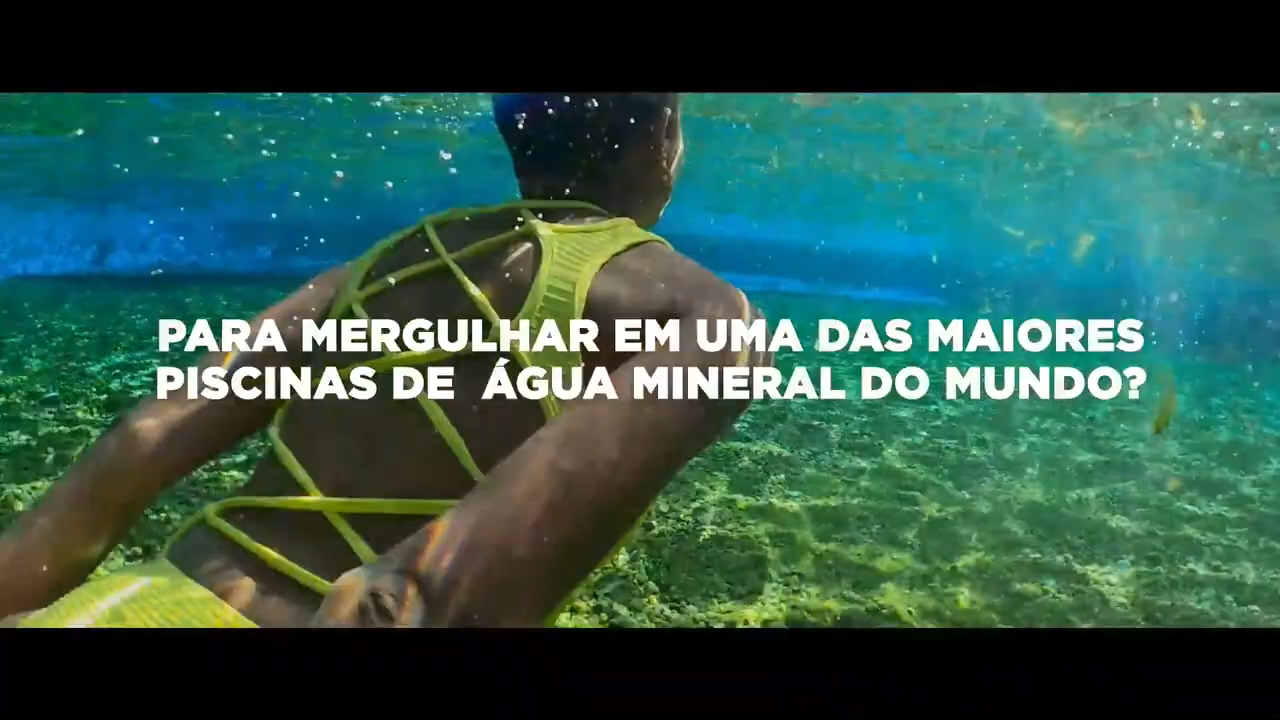 PARA MERGULHAR EM UMA DAS MAIORES
PISCINAS DE  ÁGUA MINERAL DO MUNDO?